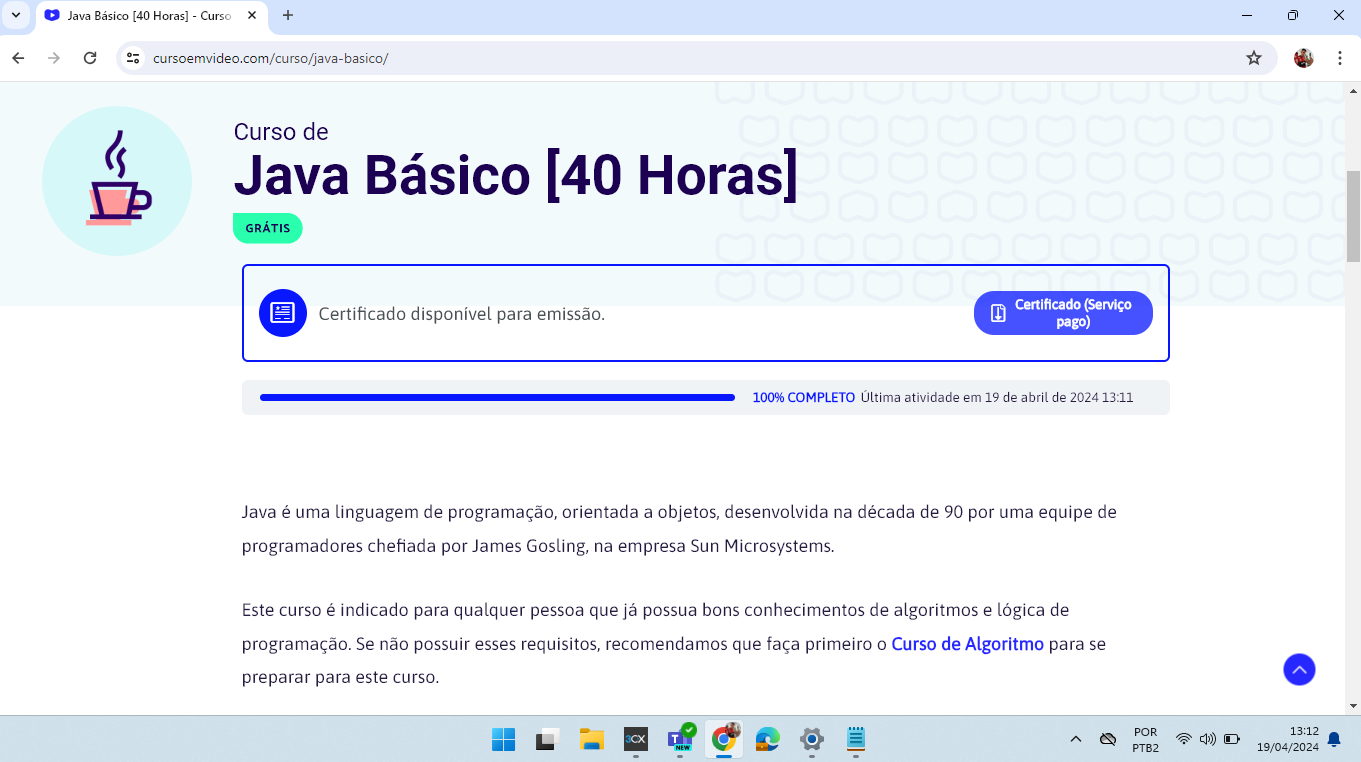 Java Básico [40 Horas] - Curso
cursoemvideo.com/curso/java-basico/
Curso de
Java Básico [40 Horas]
GRÁTIS
Certificado disponível para emissão.
Certificado (Serviço
pago)
100% COMPLETO Última atividade em 19 de abril de 2024 13:11
Java é uma linguagem de programação, orientada a objetos, desenvolvida na década de 90 por uma equipe de
programadores chefiada por James Gosling, na empresa Sun Microsystems.
Este curso é indicado para qualquer pessoa que já possua bons conhecimentos de algoritmos e lógica de
programação. Se não possuir esses requisitos, recomendamos que faça primeiro o Curso de Algoritmo para se
preparar para este curso.
3CX
T
NEW
POR
PTB2
13:12
19/04/2024